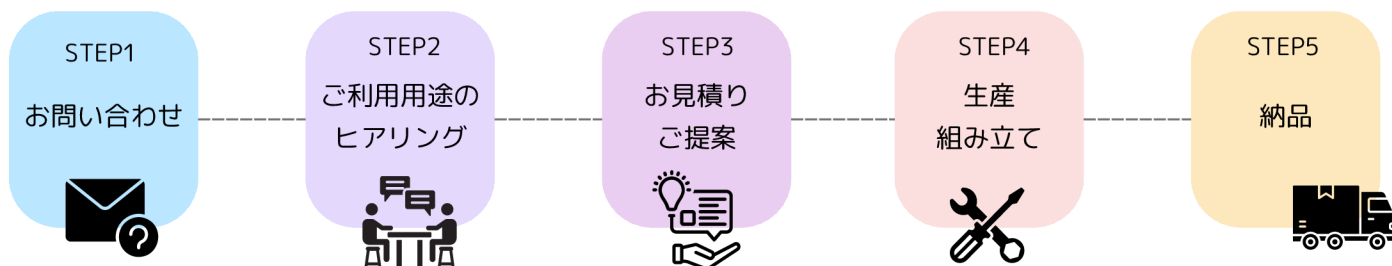 STEP1
お問い合わせ
STEP2
ご利用用途の
ヒアリング
STEP3
お見積り
ご提案
STEP4
生産
組み立て
STEP5
納品
?